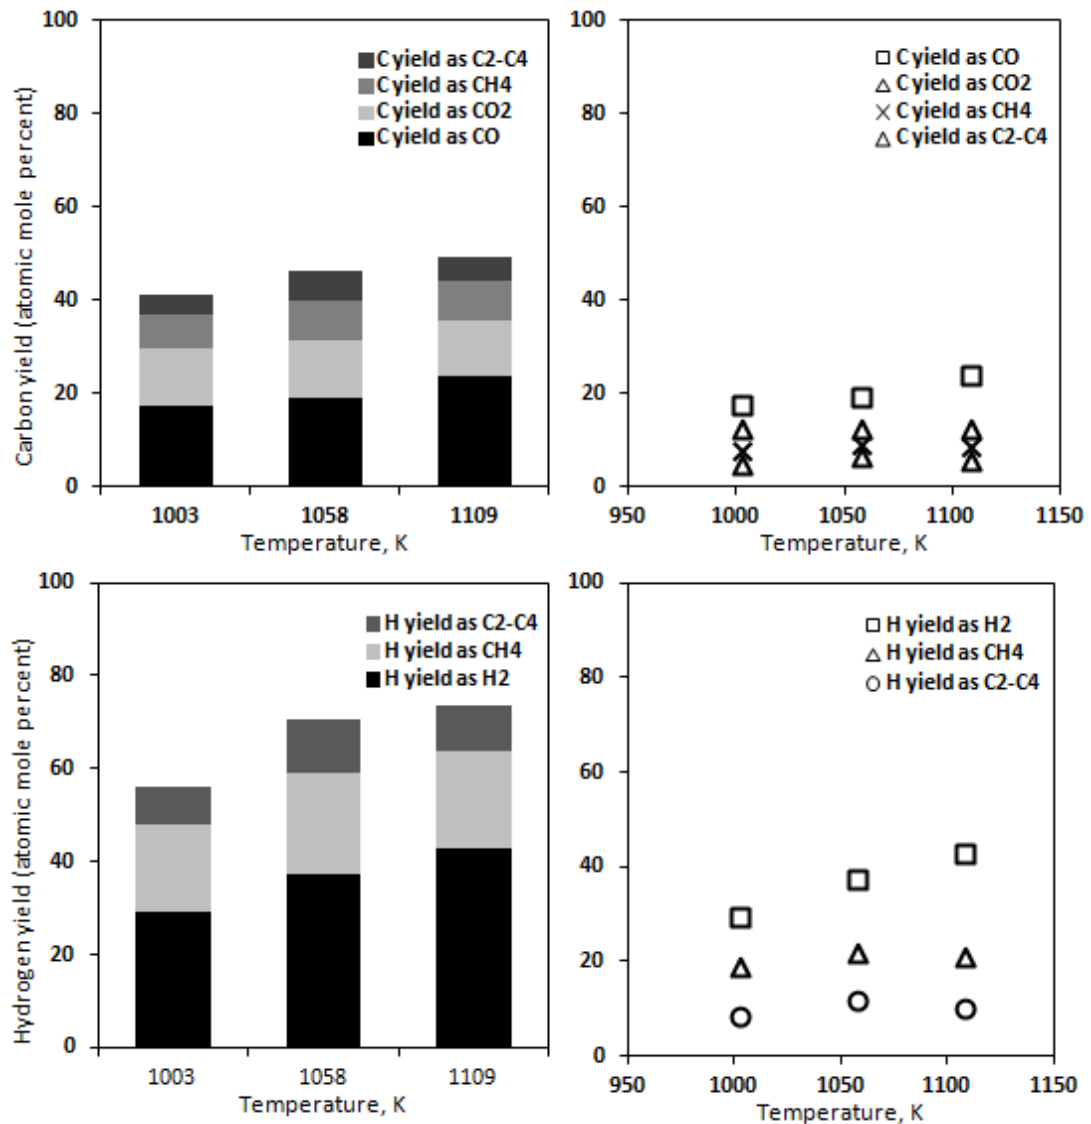 Carbon yield (atomic mole percent)
100
80
60
40
20
0
C yield as C2-C4
C yield as CH4
C yield as CO2
C yield as CO
1003 1058 1109
Temperature, K
100
80
60
40
20
0
C yield as CO
C yield as CO2
C yield as CH4
C yield as C2-C4
950 1000 1050 1100 1150
Temperature, K
Hydrogen yield (atomic mole percent)
100
80
60
40
20
0
H yield as C2-C4
H yield as CH4
H yield as H2
1003 1058 1109
Temperature, K
100
80
60
40
20
0
H yield as H2
H yield as CH4
H yield as C2-C4
950 1000 1050 1100 1150
Temperature, K